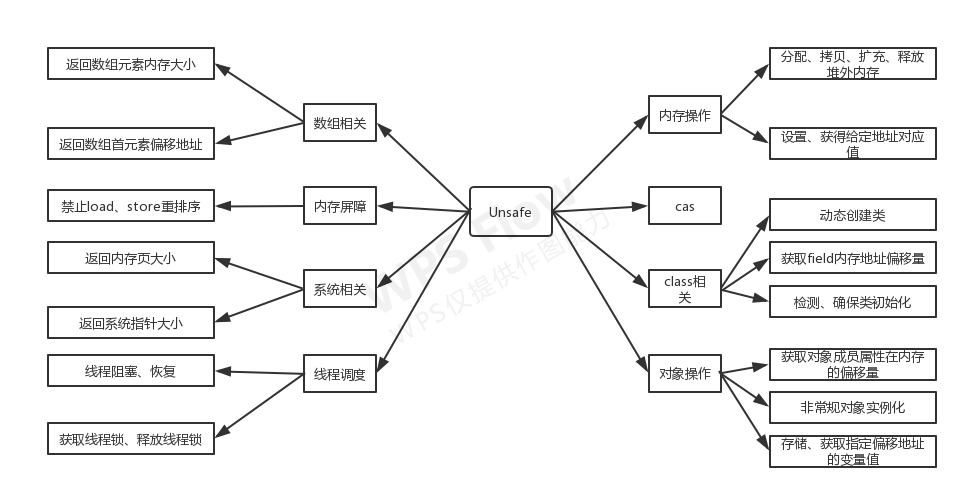 返回数组元素内存大小
返回数组首元素偏移地址
数组相关
禁止load、store重排序
内存屏障
返回内存页大小
返回系统指针大小
系统相关
线程阻塞、恢复
获取线程锁、释放线程锁
线程调度
Unsafe
内存操作
分配、拷贝、扩充、释放
堆外内存
设置、获得给定地址对应
值
cas
class相
关
动态创建类
获取field内存地址偏移量
检测、确保类初始化
对象操作
获取对象成员属性在内存
的偏移量
非常规对象实例化
存储、获取指定偏移地址
的变量值
WPS Flow
WPS仅提供作图能力